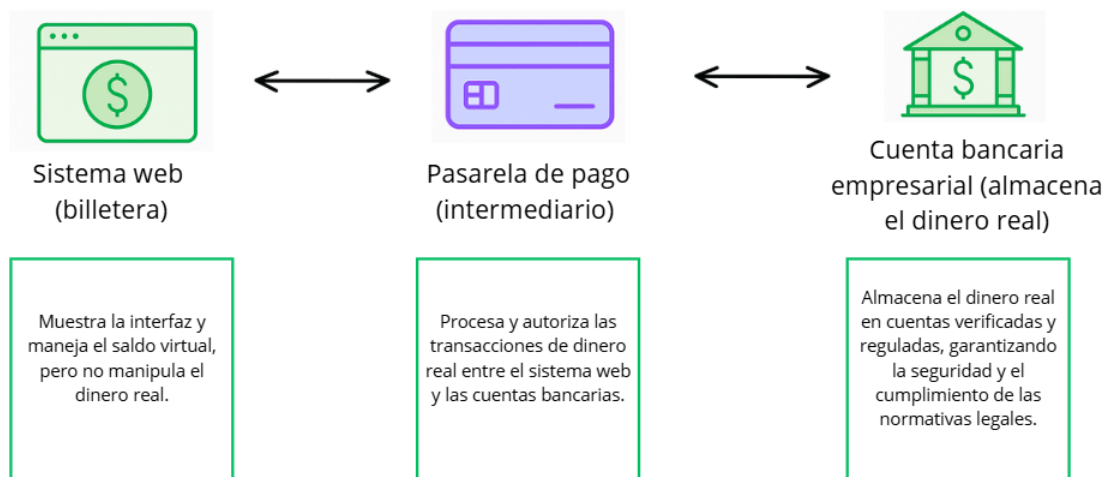 $
Sistema web
(billetera)
Pasarela de pago
(intermediario)
$
Cuenta bancaria
empresarial (almacena
el dinero real)
Muestra la interfaz y
maneja el saldo virtual,
pero no manipula el
dinero real.
Procesa y autoriza las
transacciones de dinero
real entre el sistema web
y las cuentas bancarias.
Almacena el dinero real
en cuentas verificadas y
reguladas, garantizando
la seguridad y el
cumplimiento de las
normativas legales.